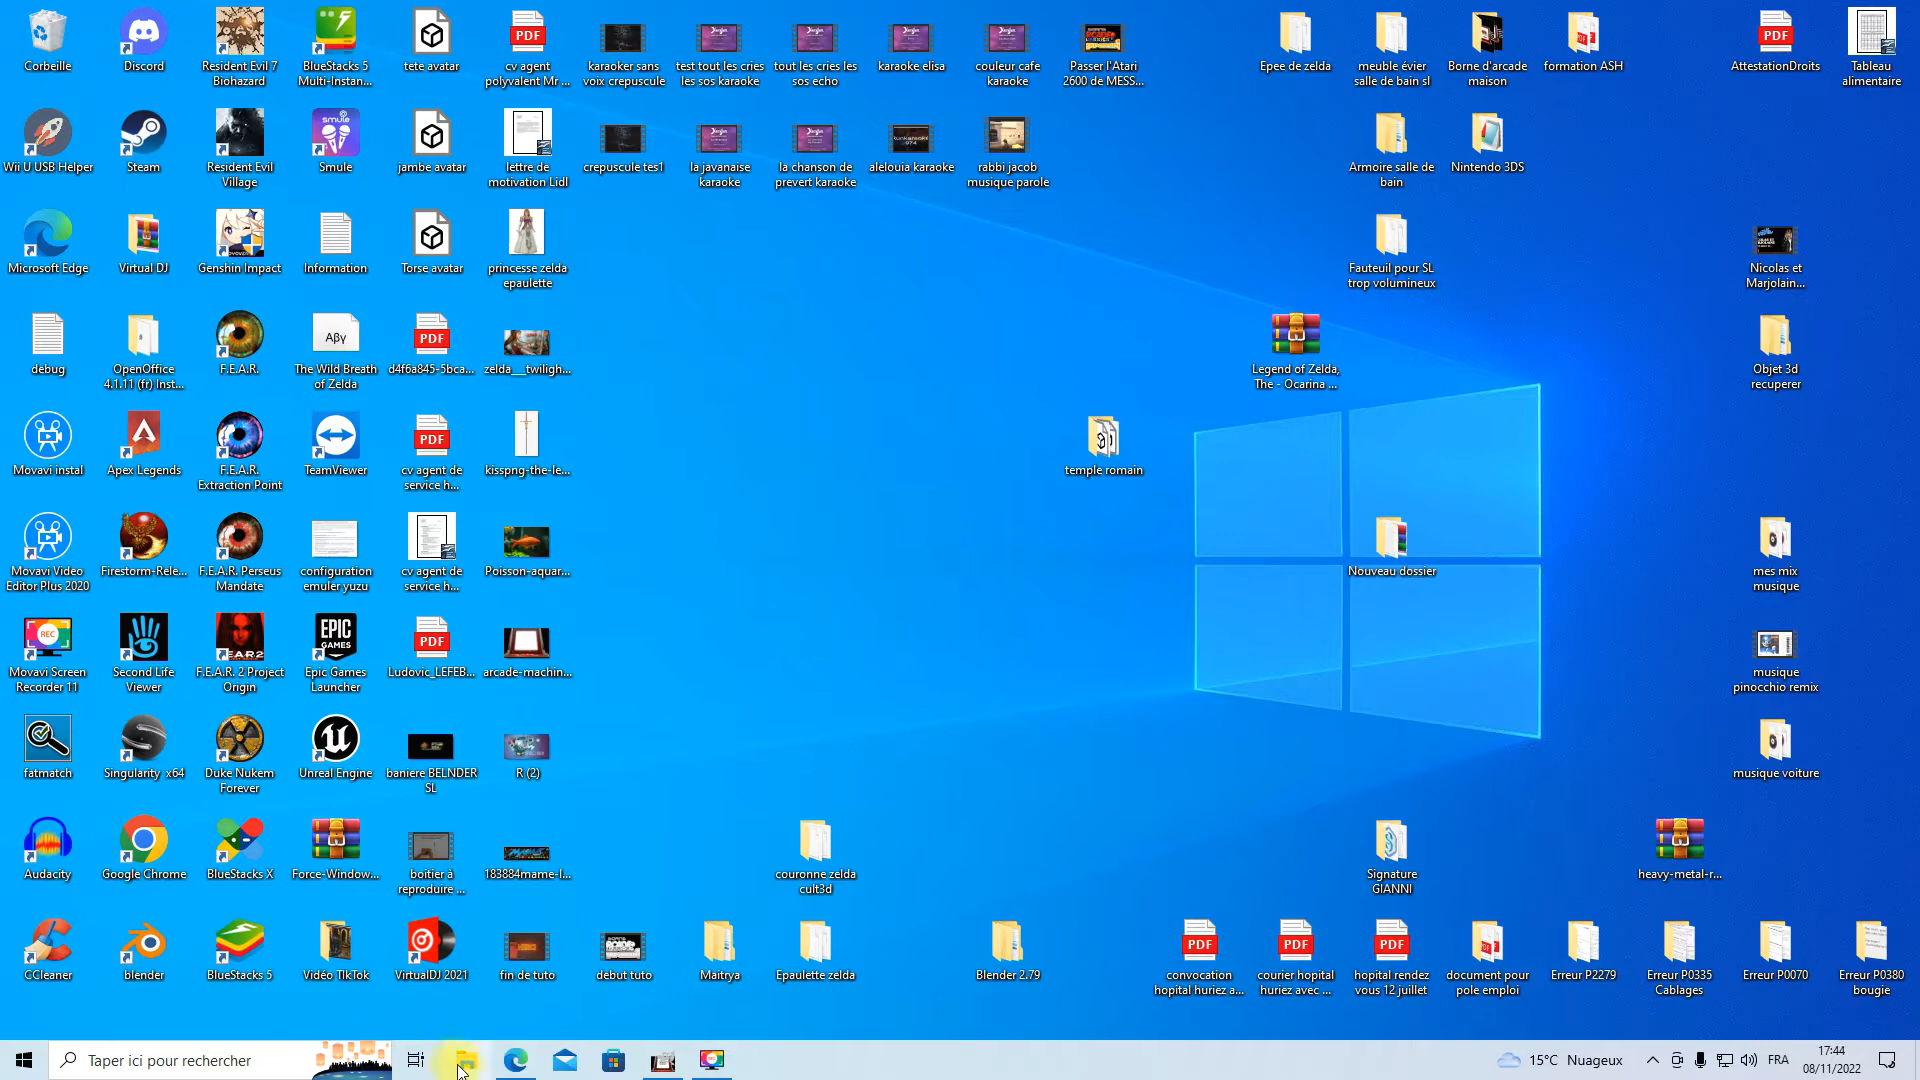 Corbeille
Discord
Resident Evil 7
Biohazard
BlueStacks 5
Multi-Instan...
tete avatar
cv agent
polyvalent Mr ...
karaoker sans
voix crepuscule
test tout les cries
les sos karaoke
tout les cries les
sos echo
karaoke elisa
couleur cafe
karaoke
Passer l'Atari
2600 de MESS...
Epee de zelda
meuble évier
salle de bain sl
Borne d'arcade
maison
formation ASH
AttestationDroits
Tableau
alimentaire
Wii U USB Helper
Steam
Resident Evil
Village
Smule
jambe avatar
lettre de
motivation Lidl
crepuscule tes1
la javanaise
karaoke
la chanson de
prevert karaoke
alelouia karaoke
rabbi jacob
musique parole
Armoire salle de
bain
Nintendo 3DS
Microsoft Edge
Virtual DJ
Genshin Impact
Information
Torse avatar
princesse zelda
epaulette
Fauteuil pour SL
trop volumineux
Nicolas et
Marjolain...
debug
OpenOffice
4.1.11 (fr) Inst...
F.E.A.R.
The Wild Breath
of Zelda
d4f6a845-5bca...
zelda___twiligh...
Legend of Zelda,
The - Ocarina ...
Objet 3d
recuperer
Movavi instal
Apex Legends
F.E.A.R.
Extraction Point
TeamViewer
cv agent de
service h...
kisspng-the-le...
temple romain
Movavi Video
Editor Plus 2020
Firestorm-Rele...
F.E.A.R. Perseus
Mandate
configuration
emuler yuzu
cv agent de
service h...
Poisson-aquar...
Nouveau dossier
mes mix
musique
Movavi Screen
Recorder 11
Second Life
Viewer
F.E.A.R. 2 Project
Origin
Epic Games
Launcher
Ludovic_LEFEB...
arcade-machin...
musique
pinocchio remix
fatmatch
Singularity_x64
Duke Nukem
Forever
Unreal Engine
baniere BELNDER
SL
R (2)
musique voiture
Audacity
Google Chrome
BlueStacks X
Force-Window...
boitier à
reproduire ...
183884mame-l...
couronne zelda
cult3d
Signature
GIANNI
heavy-metal-r...
CCleaner
blender
BlueStacks 5
Vidéo TikTok
VirtualDJ 2021
fin de tuto
debut tuto
Maitrya
Epaulette zelda
Blender 2.79
convocation
hopital huriez a...
courier hopital
huriez avec ...
hopital rendez
vous 12 juillet
document pour
pole emploi
Erreur P2279
Erreur P0335
Cablages
Erreur P0070
Erreur P0380
bougie
Taper ici pour rechercher
15°C Nuageux
FRA
17:44
08/11/2022